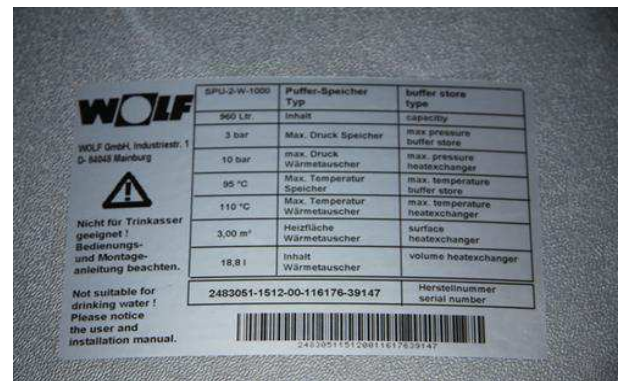 WOLF
WOLF GmbH, Industriestr. 1
D- 84048 Mainburg
Nicht für Trinkasser
geeignet !
Bedienungs-
und Montage-
anleitung beachten.
Not suitable for
drinking water !
Please notice
the user and
installation manual.
SPU-2-W-1000 Puffer-Speicher buffer store
Typ type
960 Ltr. Inhalt capacitiy
3 bar Max. Druck Speicher max pressure
buffer store
10 bar max. Druck max. pressure
Wärmetauscher heatexchanger
95 °C Max. Temperatur max. temperature
Speicher buffer store
110 °C Max. Temperatur max. temperature
Wärmetauscher heatexchanger
3,00 m² Heizfläche surface
Wärmetauscher heatexchanger
18,8 l Inhalt volume heatexchanger
Wärmetauscher
2483051-1512-00-116176-39147 Herstellnummer
serial number
248305115120011617639147